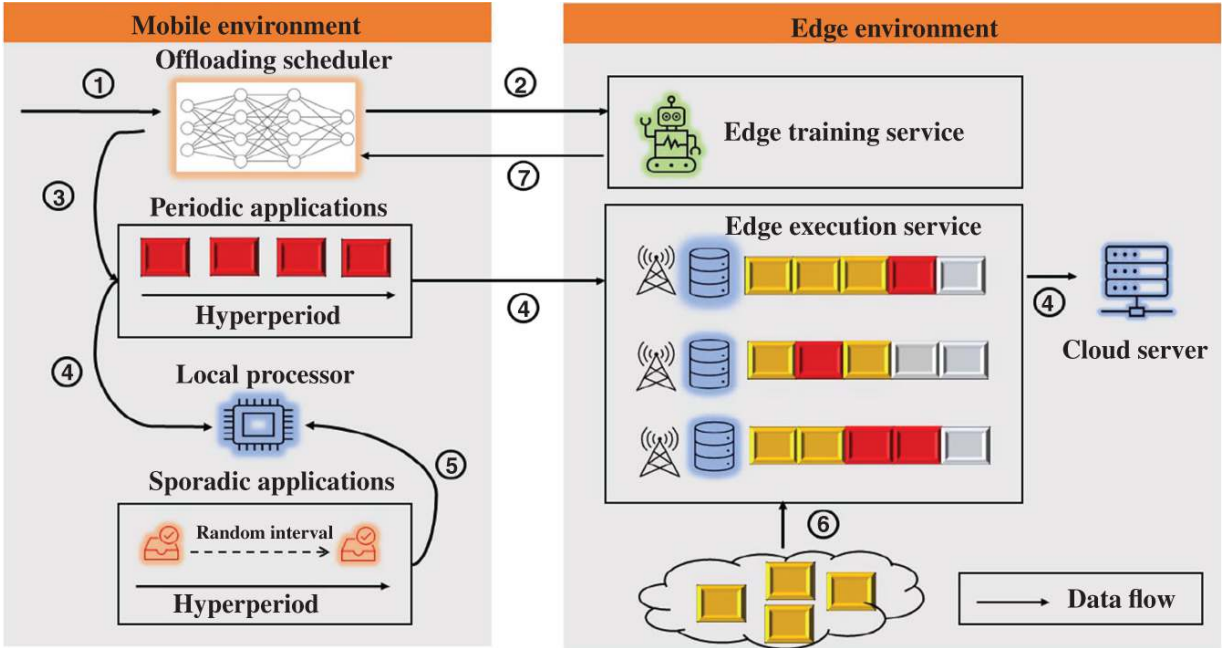 Mobile environment
Offloading scheduler
①
③
Periodic applications
Hyperperiod
④
Local processor
⑤
Sporadic applications
Random interval
Hyperperiod
②
⑦
④
Edge environment
Edge training service
Edge execution service
④
Cloud server
⑥
Data flow